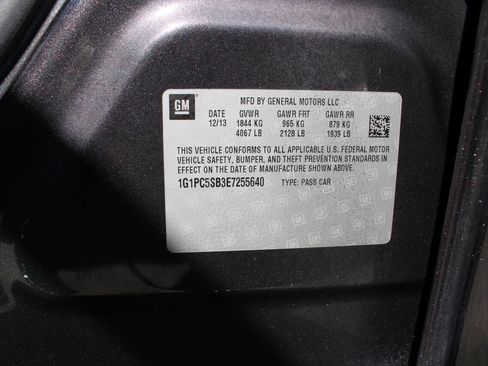 GM
MFD BY GENERAL MOTORS LLC
DATE GVWR GAWR FRT GAWR RR
12/13 1844 KG 965 KG 879 KG
4067 LB 2128 LB 1939 LB
THIS VEHICLE CONFORMS TO ALL APPLICABLE U.S. FEDERAL MOTOR
VEHICLE SAFETY, BUMPER, AND THEFT PREVENTION STANDARDS IN
EFFECT ON THE DATE OF MANUFACTURE SHOWN ABOVE.
1G1PC5SB3E7255640 TYPE: PASS CAR